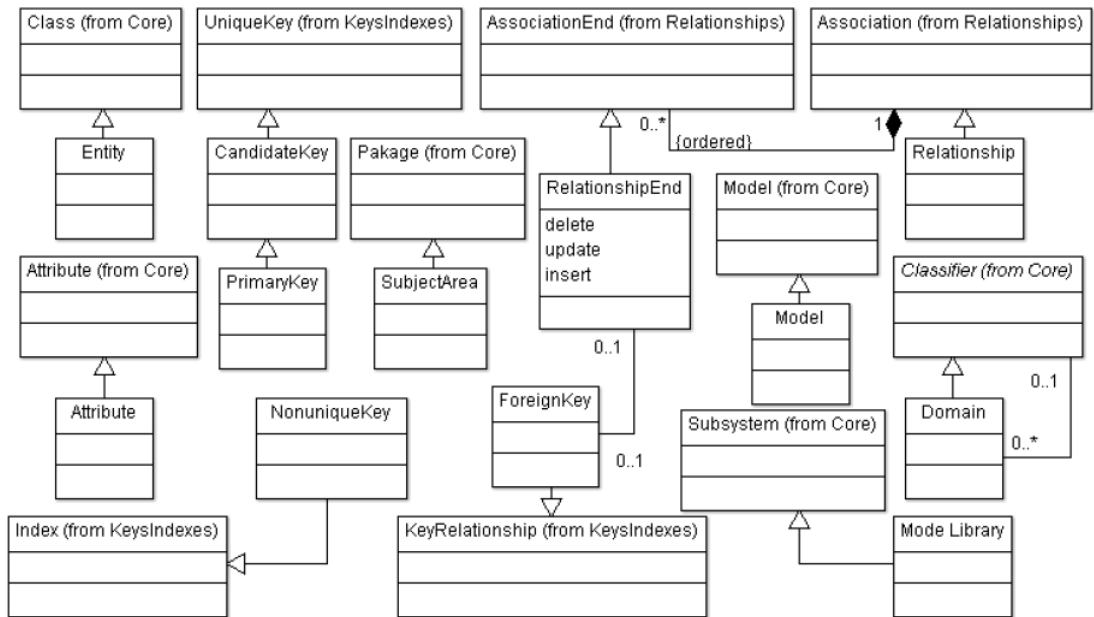 Class (from Core)
UniqueKey (from KeysIndexes)
AssociationEnd (from Relationships)
Association (from Relationships)
0..*
{ordered}
1
Entity
CandidateKey
Pakage (from Core)
RelationshipEnd
delete
update
insert
Model (from Core)
Relationship
Attribute (from Core)
PrimaryKey
SubjectArea
Classifier (from Core)
Model
0..1
0..1
Attribute
NonuniqueKey
ForeignKey
Subsystem (from Core)
Domain
0..*
0..1
Index (from KeysIndexes)
KeyRelationship (from KeysIndexes)
Mode Library